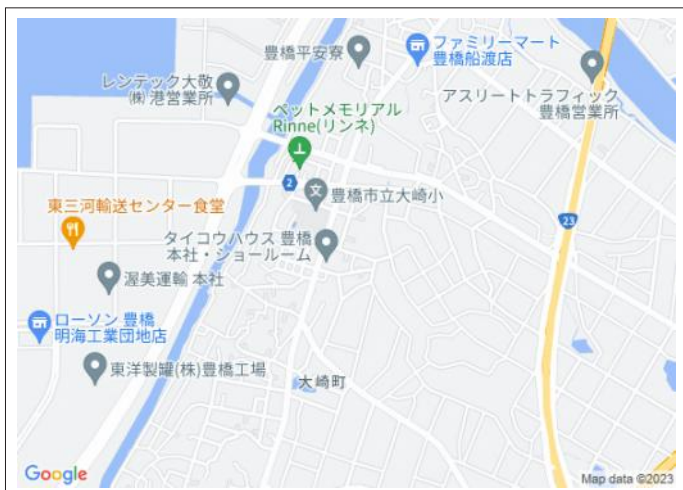 豊橋平安寮
ファミリーマート
豊橋船渡店
レンテック大敬
㈱ 港営業所
アスリートトラフィック
豊橋営業所
ペットメモリアル
Rinne(リンネ)
2
豊橋市立大崎小
文
東三河輸送センター食堂
23
タイコウハウス 豊橋
本社・ショールーム
渥美運輸 本社
ローソン 豊橋
明海工業団地店
東洋製罐(株)豊橋工場
大崎町
Google
Map data ©2023